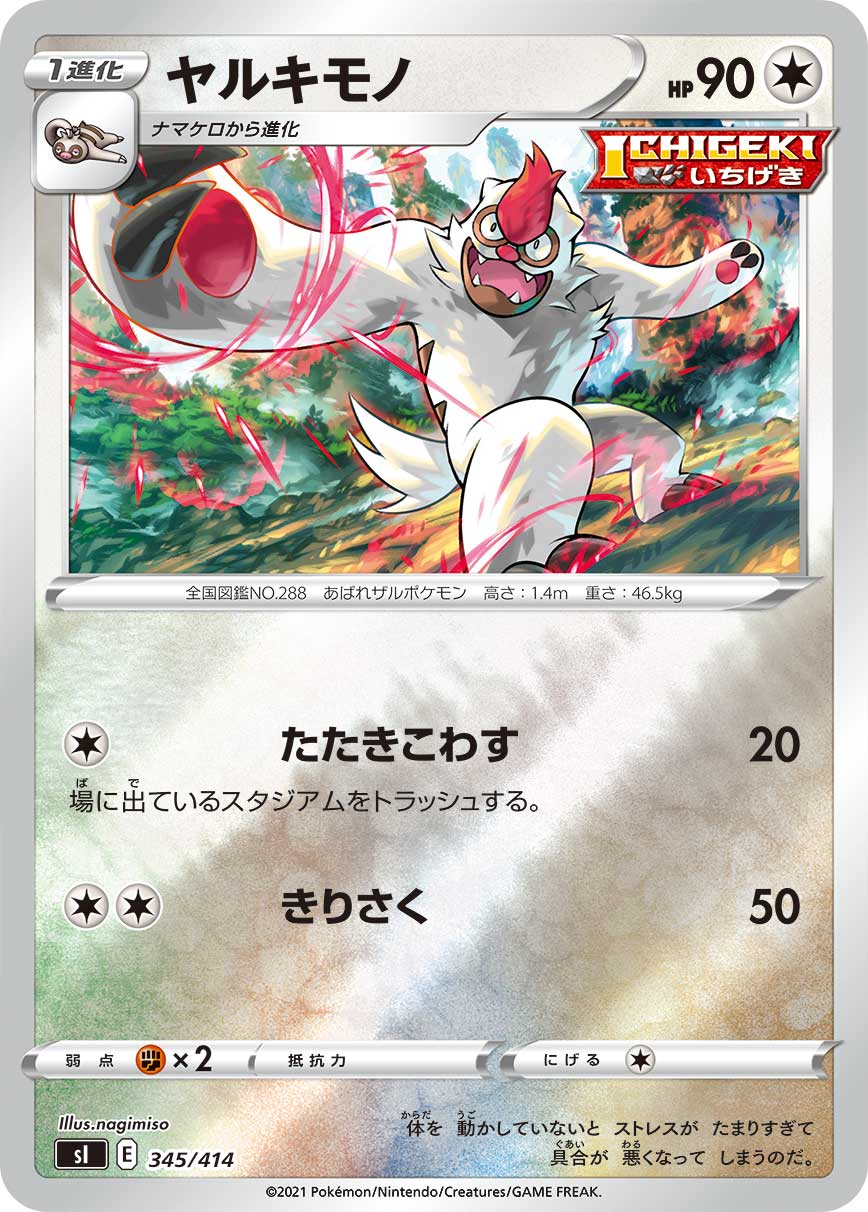 1進化
ヤルキモノ
HP90
ナマケロから進化
ICHIGEKI
いちげき
全国図鑑NO.288 あばれザルポケモン 高さ：1.4m 重さ：46.5kg
たたきこわす 20
場に出ているスタジアムをトラッシュする。
きりさく 50
弱点 ×2 抵抗力 にげる
Illus.nagimiso
体を 動かしていないと ストレスが たまりすぎて
具合が 悪くなって しまうのだ。
sI E 345/414
©2021 Pokémon/Nintendo/Creatures/GAME FREAK.